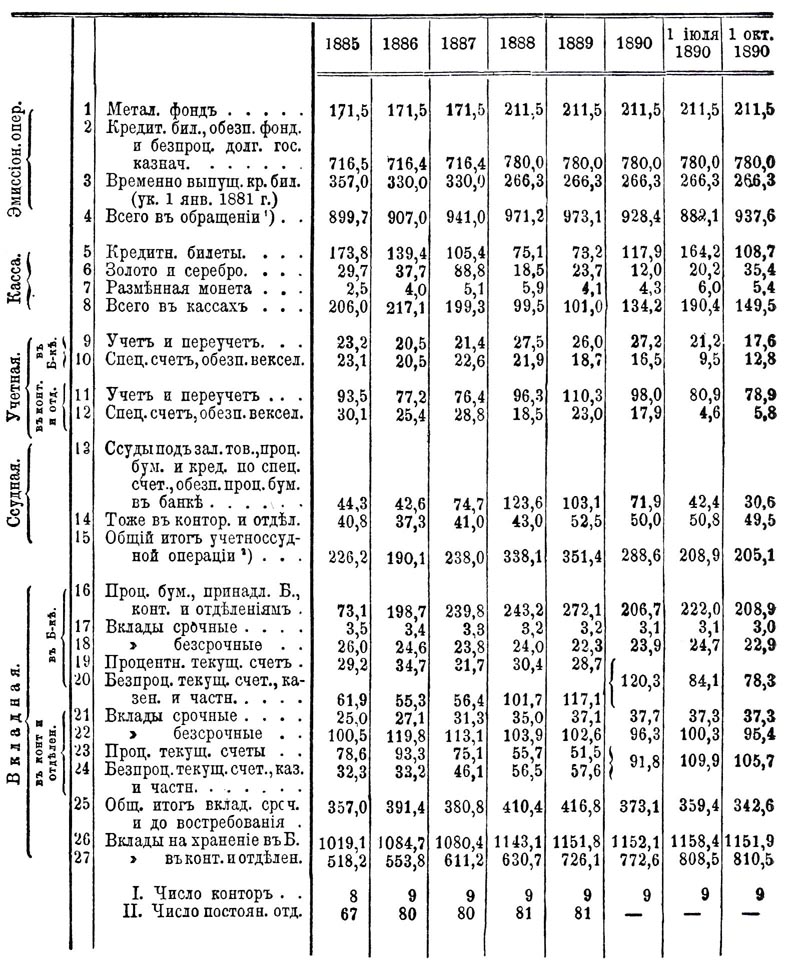 1885 1886 1887 1888 1889 1890 1 іюля 1890 1 окт. 1890
Эмиссіон. опер.
1 Метал. фондъ . . . . . 171,5 171,5 171,5 211,5 211,5 211,5 211,5 211,5
2 Кредит. бил., обезп. фонд.
и безпроц. долг. гос.
казнач. . . . . . . 716,5 716,4 716,4 780,0 780,0 780,0 780,0 780,0
3 Временно выпущ. кр. бил. 357,0 330,0 330,0 266,3 266,3 266,3 266,3 266,3
(ук. 1 янв. 1881 г.)
4 Всего въ обращеніи ¹) . . 899,7 907,0 941,0 971,2 973,1 928,4 882,1 937,6
Касса.
5 Кредитн. билеты. . . . 173,8 139,4 105,4 75,1 73,2 117,9 164,2 108,7
6 Золото и серебро. . . . 29,7 37,7 88,8 18,5 23,7 12,0 20,2 35,4
7 Размѣнная монета . . . 2,5 4,0 5,1 5,9 4,1 4,3 6,0 5,4
8 Всего въ кассахъ . . . 206,0 217,1 199,3 99,5 101,0 134,2 190,4 149,5
Учетная.
въ Б-кѣ.
9 Учетъ и переучетъ. . . 23,2 20,5 21,4 27,5 26,0 27,2 21,2 17,6
10 Спец. счетъ, обезп. вексел. 23,1 20,5 22,6 21,9 18,7 16,5 9,5 12,8
въ конт. и отд.
11 Учетъ и переучетъ . . . 93,5 77,2 76,4 96,3 110,3 98,0 80,9 78,9
12 Спец. счетъ, обезп. вексел. 30,1 25,4 28,8 18,5 23,0 17,9 4,6 5,8
Ссудная.
13 Ссуды подъ зал. тов., проц.
бум. и кред. по спец.
счет., обезп. проц. бум.
въ банкѣ . . . . . . 44,3 42,6 74,7 123,6 103,1 71,9 42,4 30,6
14 Тоже въ контор. и отдѣл. 40,8 37,3 41,0 43,0 52,5 50,0 50,8 49,5
15 Общій итогъ учетноссуд-
ной операціи ²) . . . 226,2 190,1 238,0 338,1 351,4 288,6 208,9 205,1
Вкладная.
въ Б-кѣ.
16 Проц. бум., принадл. Б.,
конт. и отдѣленіямъ . 73,1 198,7 239,8 243,2 272,1 206,7 222,0 208,9
17 Вклады срочные . . . . 3,5 3,4 3,3 3,2 3,2 3,1 3,1 3,0
18 » безсрочные . . 26,0 24,6 23,8 24,0 22,3 23,9 24,7 22,9
19 Процентн. текущ. счетъ . 29,2 34,7 31,7 30,4 28,7
20 Безпроц. текущ. счет., ка- 120,3 84,1 78,3
зен. и частн. . . . . 61,9 55,3 56,4 101,7 117,1
въ конт и отдѣлен.
21 Вклады срочные . . . . 25,0 27,1 31,3 35,0 37,1 37,7 37,3 37,3
22 » безсрочные . . 100,5 119,8 113,1 103,9 102,6 96,3 100,3 95,4
23 Проц. текущ. счеты . . 78,6 93,3 75,1 55,7 51,5 91,8 109,9 105,7
24 Безпроц. текущ. счет., каз. 32,3 33,2 46,1 56,5 57,6
и частн. . . . . . . .
25 Общ. итогъ вклад. сроч. 357,0 391,4 380,8 410,4 416,8 373,1 359,4 342,6
и до востребованія .
26 Вклады на храненіе въ Б. 1019,1 1084,7 1080,4 1143,1 1151,8 1152,1 1158,4 1151,9
27 » въ конт. и отдѣлен. 518,2 553,8 611,2 630,7 726,1 772,6 808,5 810,5
I. Число конторъ . . 8 9 9 9 9 9 9 9
II. Число постоян. отд. 67 80 80 81 81 — — —